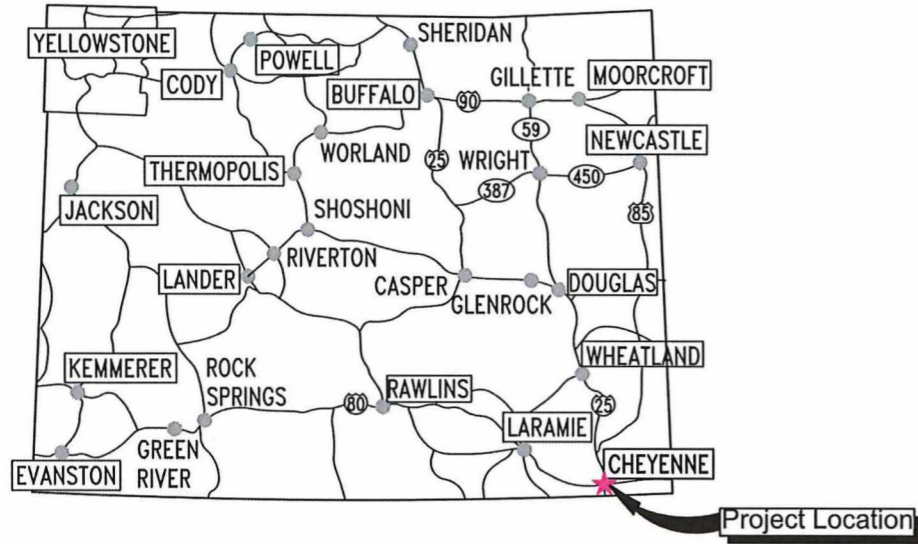 SHERIDAN
YELLOWSTONE
POWELL
CODY
GILLETTE
MOORCROFT
BUFFALO
90
59
NEWCASTLE
WORLAND
25
WRIGHT
450
THERMOPOLIS
387
JACKSON
SHOSHONI
85
RIVERTON
LANDER
CASPER
GLENROCK
DOUGLAS
WHEATLAND
KEMMERER
ROCK
SPRINGS
RAWLINS
80
25
LARAMIE
GREEN
RIVER
EVANSTON
CHEYENNE
Project Location